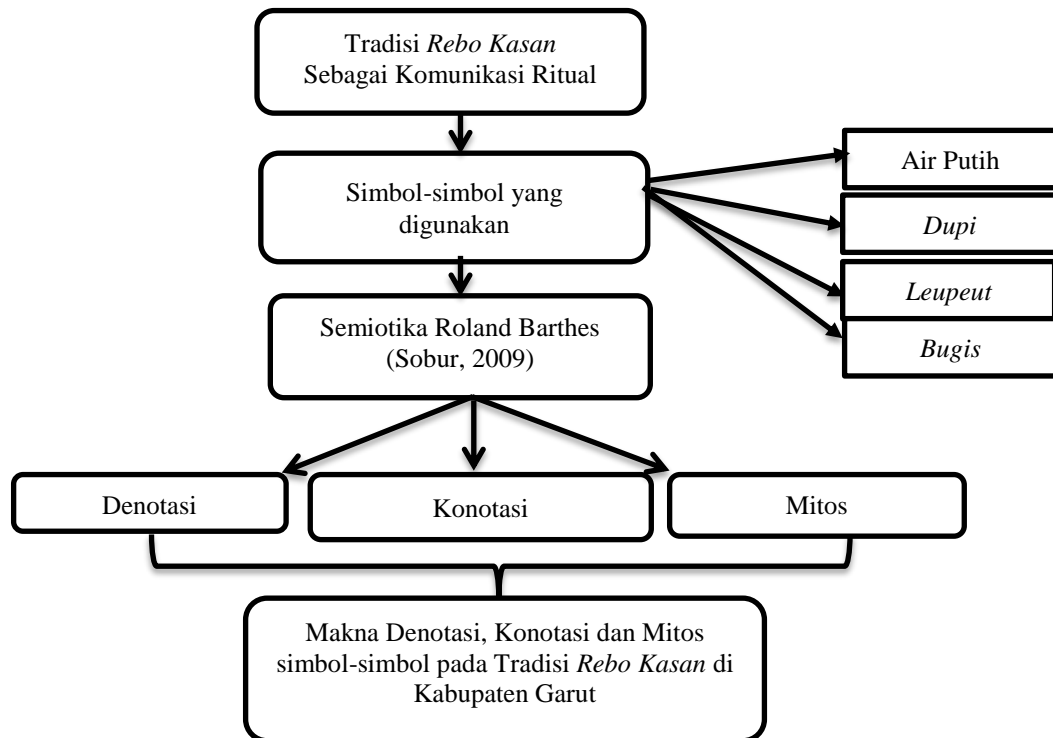 Tradisi Rebo Kasan
Sebagai Komunikasi Ritual
Simbol-simbol yang
digunakan
Air Putih
Dupi
Leupeut
Bugis
Semiotika Roland Barthes
(Sobur, 2009)
Denotasi
Konotasi
Mitos
Makna Denotasi, Konotasi dan Mitos
simbol-simbol pada Tradisi Rebo Kasan di
Kabupaten Garut